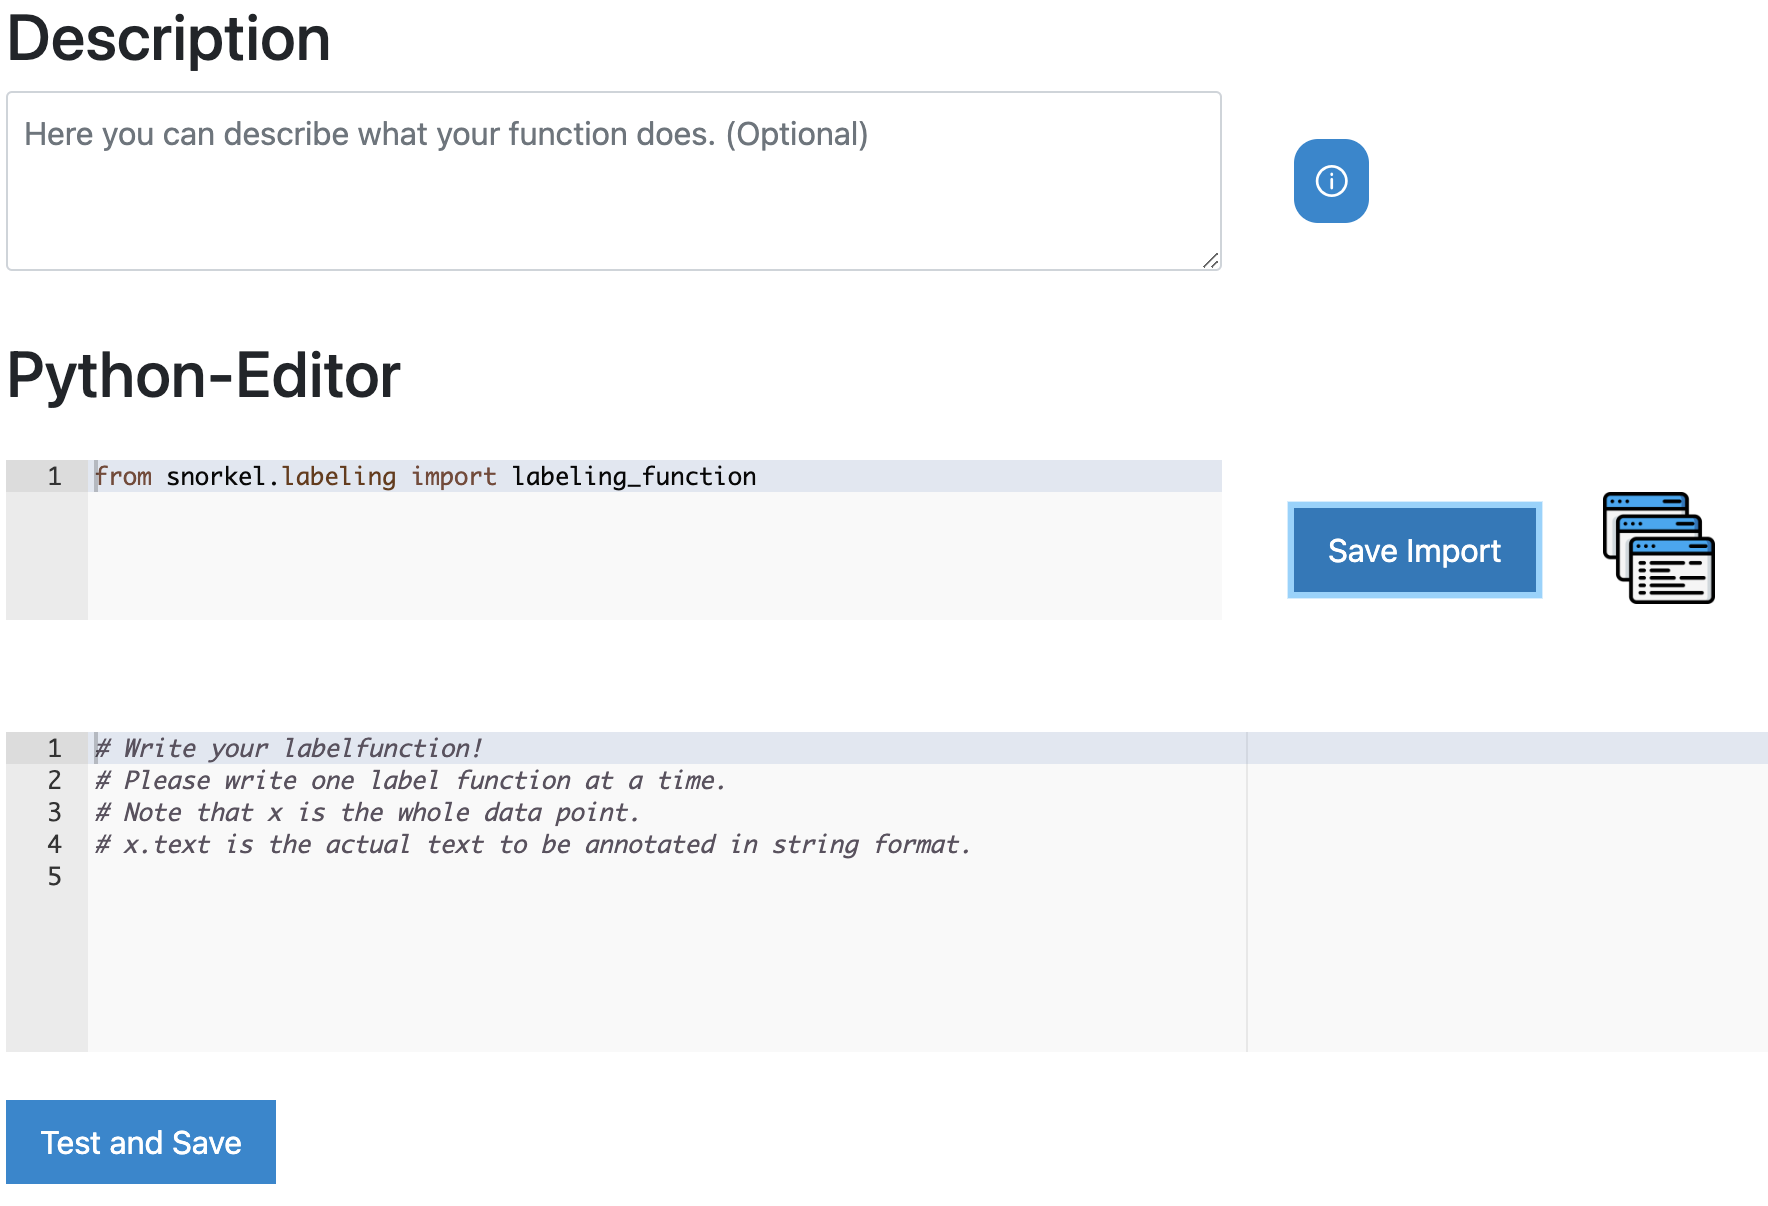 Description
Here you can describe what your function does. (Optional)
Python-Editor
1 from snorkel.labeling import labeling_function
Save Import
1 # Write your labelfunction!
2 # Please write one label function at a time.
3 # Note that x is the whole data point.
4 # x.text is the actual text to be annotated in string format.
5
Test and Save